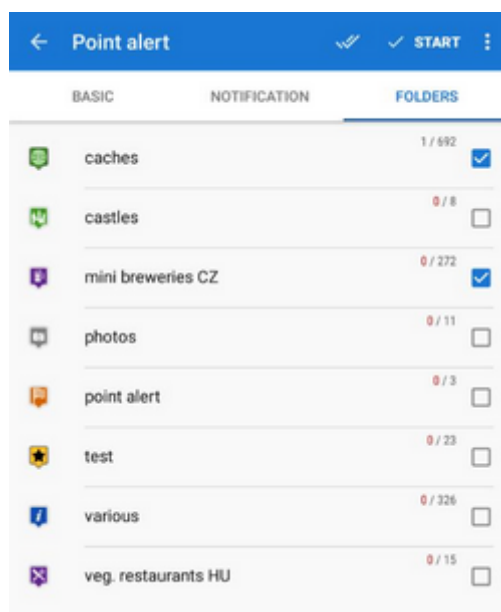 Point alert
START
BASIC NOTIFICATION FOLDERS
caches 1 / 692
castles 0 / 8
mini breweries CZ 0 / 272
photos 0 / 11
point alert 0 / 3
test 0 / 23
various 0 / 326
veg. restaurants HU 0 / 15